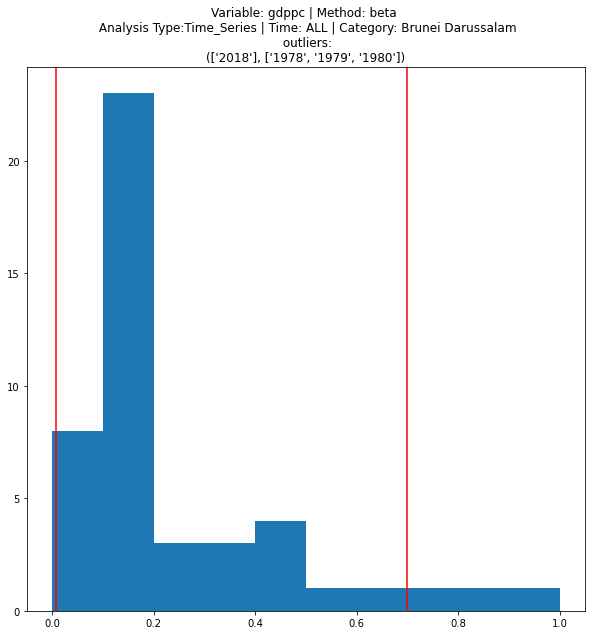 Variable: gdppc | Method: beta
Analysis Type:Time_Series | Time: ALL | Category: Brunei Darussalam
outliers:
(['2018'], ['1978', '1979', '1980'])
20
15
10
5
0
0.0 0.2 0.4 0.6 0.8 1.0